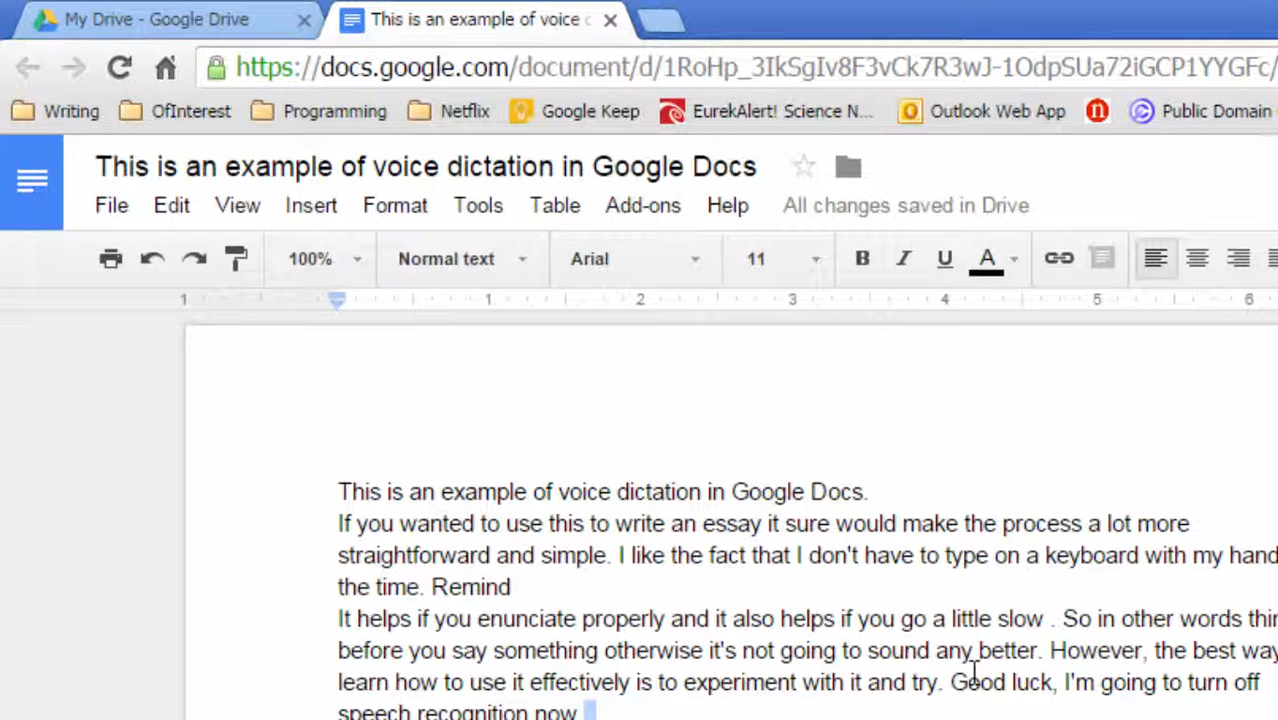 My Drive - Google Drive
This is an example of voice
https://docs.google.com/document/d/1RoHp_3IkSgIv8F3vCk7R3wJ-1OdpSUa72iGCP1YYGFc/
Writing OfInterest Programming Netflix Google Keep EurekAlert! Science N... Outlook Web App n Public Domain
This is an example of voice dictation in Google Docs
File Edit View Insert Format Tools Table Add-ons Help All changes saved in Drive
100% Normal text Arial 11 B I U A
1 1 2 3 4 5 6
This is an example of voice dictation in Google Docs.
If you wanted to use this to write an essay it sure would make the process a lot more
straightforward and simple. I like the fact that I don't have to type on a keyboard with my hand
the time. Remind
It helps if you enunciate properly and it also helps if you go a little slow . So in other words thin
before you say something otherwise it's not going to sound any better. However, the best way
learn how to use it effectively is to experiment with it and try. Good luck, I'm going to turn off
speech recognition now